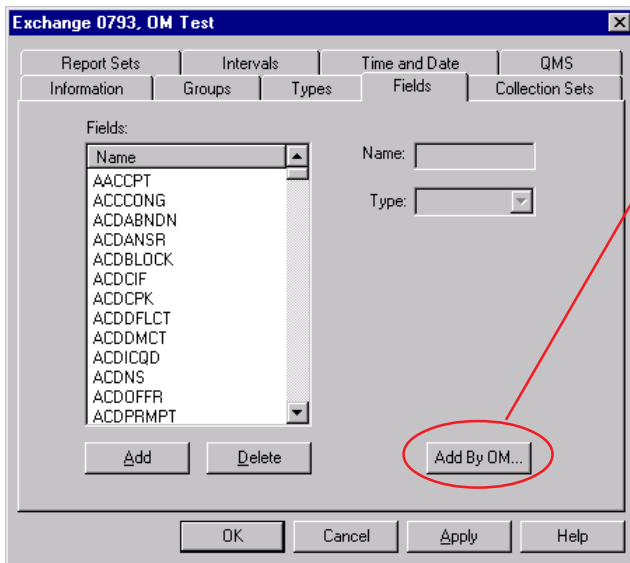 Exchange 0793, OM Test
Report Sets Intervals Time and Date QMS
Information Groups Types Fields Collection Sets
Fields:
Name
AACCPT
ACCCONG
ACDABNDN
ACDANSR
ACDBLOCK
ACDCIF
ACDCPK
ACDDFLCT
ACDDMCT
ACDICQD
ACDNS
ACDOFFR
ACDPRMPT
Name:
Type:
Add Delete Add By OM...
OK Cancel Apply Help